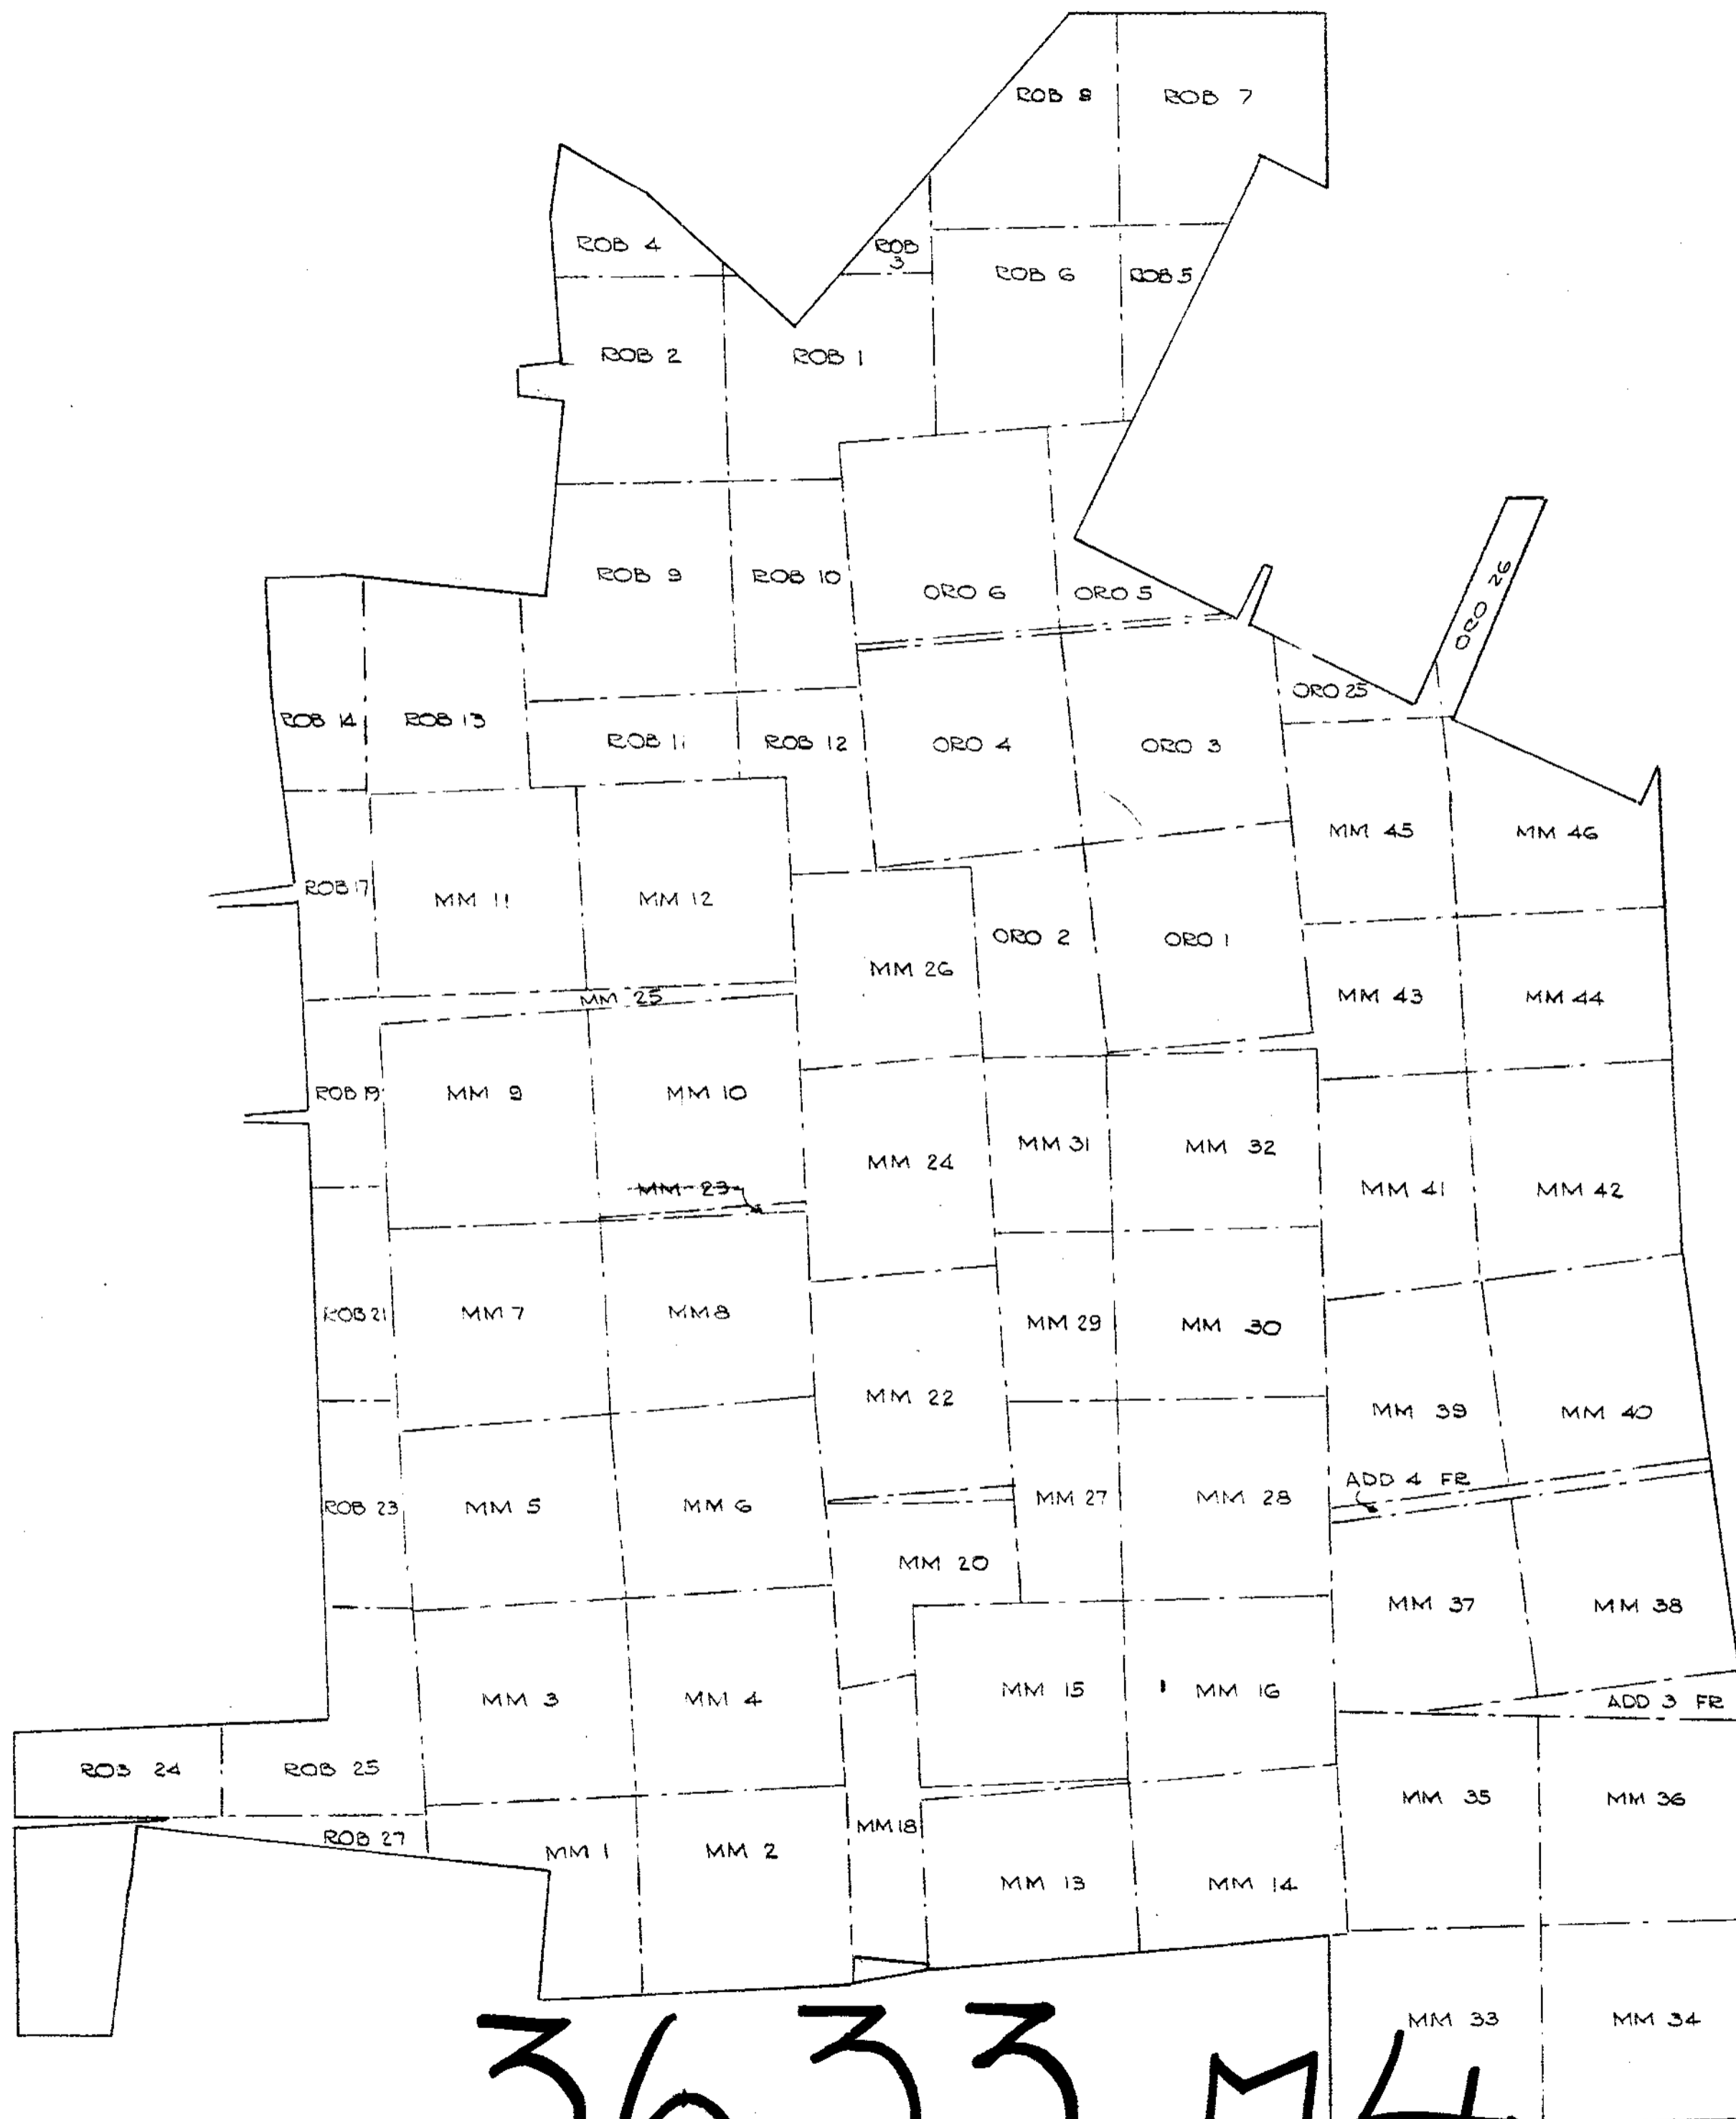 ROB 8
ROB 7
ROB 4
ROB
3
ROB 6
ROB 5
ROB 2
ROB 1
ROB 9
ROB 10
ORO 6
ORO 5
ORO 26
ORO 25
ROB 14
ROB 13
ROB 11
ROB 12
ORO 4
ORO 3
MM 45
MM 46
ROB 17
MM 11
MM 12
ORO 2
ORO 1
MM 26
MM 25
MM 43
MM 44
ROB 19
MM 9
MM 10
MM 31
MM 32
MM 24
MM 23
MM 41
MM 42
ROB 21
MM 7
MM 8
MM 29
MM 30
MM 22
MM 39
MM 40
ADD 4 FR
ROB 23
MM 5
MM 6
MM 27
MM 28
MM 20
MM 37
MM 38
MM 3
MM 4
MM 15
MM 16
ADD 3 FR
ROB 24
ROB 25
MM 35
MM 36
ROB 27
MM 1
MM 2
MM 18
MM 13
MM 14
MM 33
MM 34
3633 M4